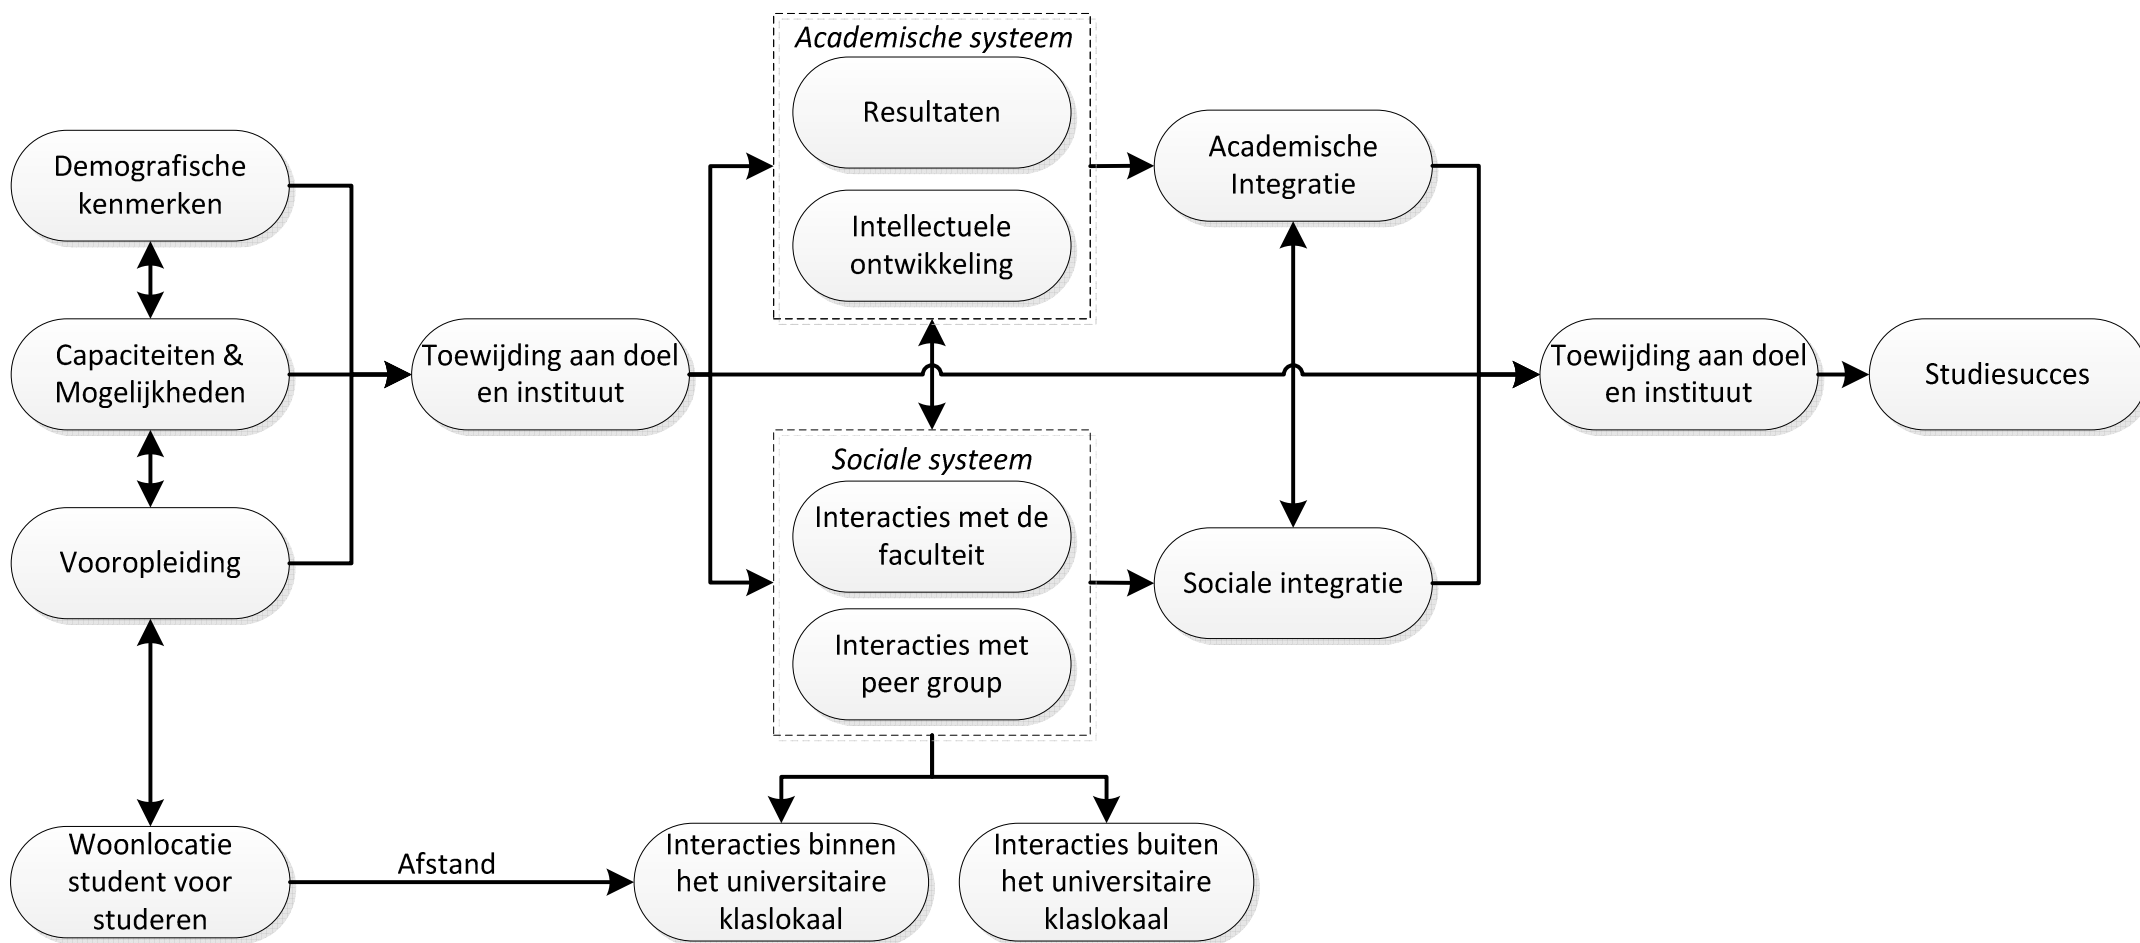 Academische systeem
Resultaten
Intellectuele
ontwikkeling
Demografische
kenmerken
Capaciteiten &
Mogelijkheden
Vooropleiding
Toewijding aan doel
en instituut
Academische
Integratie
Sociale systeem
Interacties met de
faculteit
Interacties met
peer group
Sociale integratie
Toewijding aan doel
en instituut
Studiesucces
Woonlocatie
student voor
studeren
Afstand
Interacties binnen
het universitaire
klaslokaal
Interacties buiten
het universitaire
klaslokaal